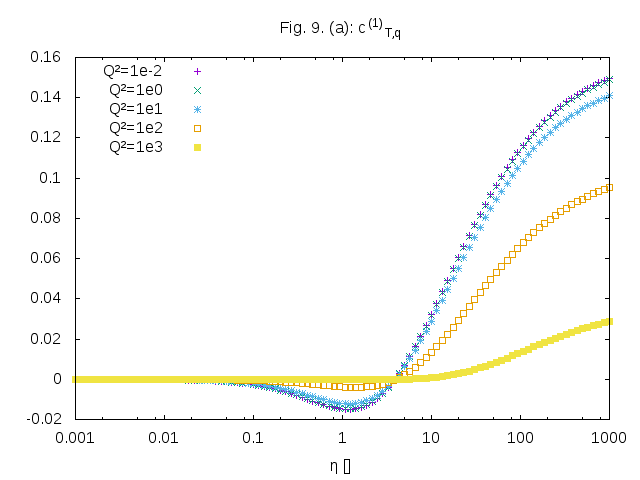 Fig. 9. (a): c^(1)_T,q
0.16
0.14
0.12
0.1
0.08
0.06
0.04
0.02
0
-0.02
Q²=1e-2
Q²=1e0
Q²=1e1
Q²=1e2
Q²=1e3
0.001 0.01 0.1 1 10 100 1000
η []